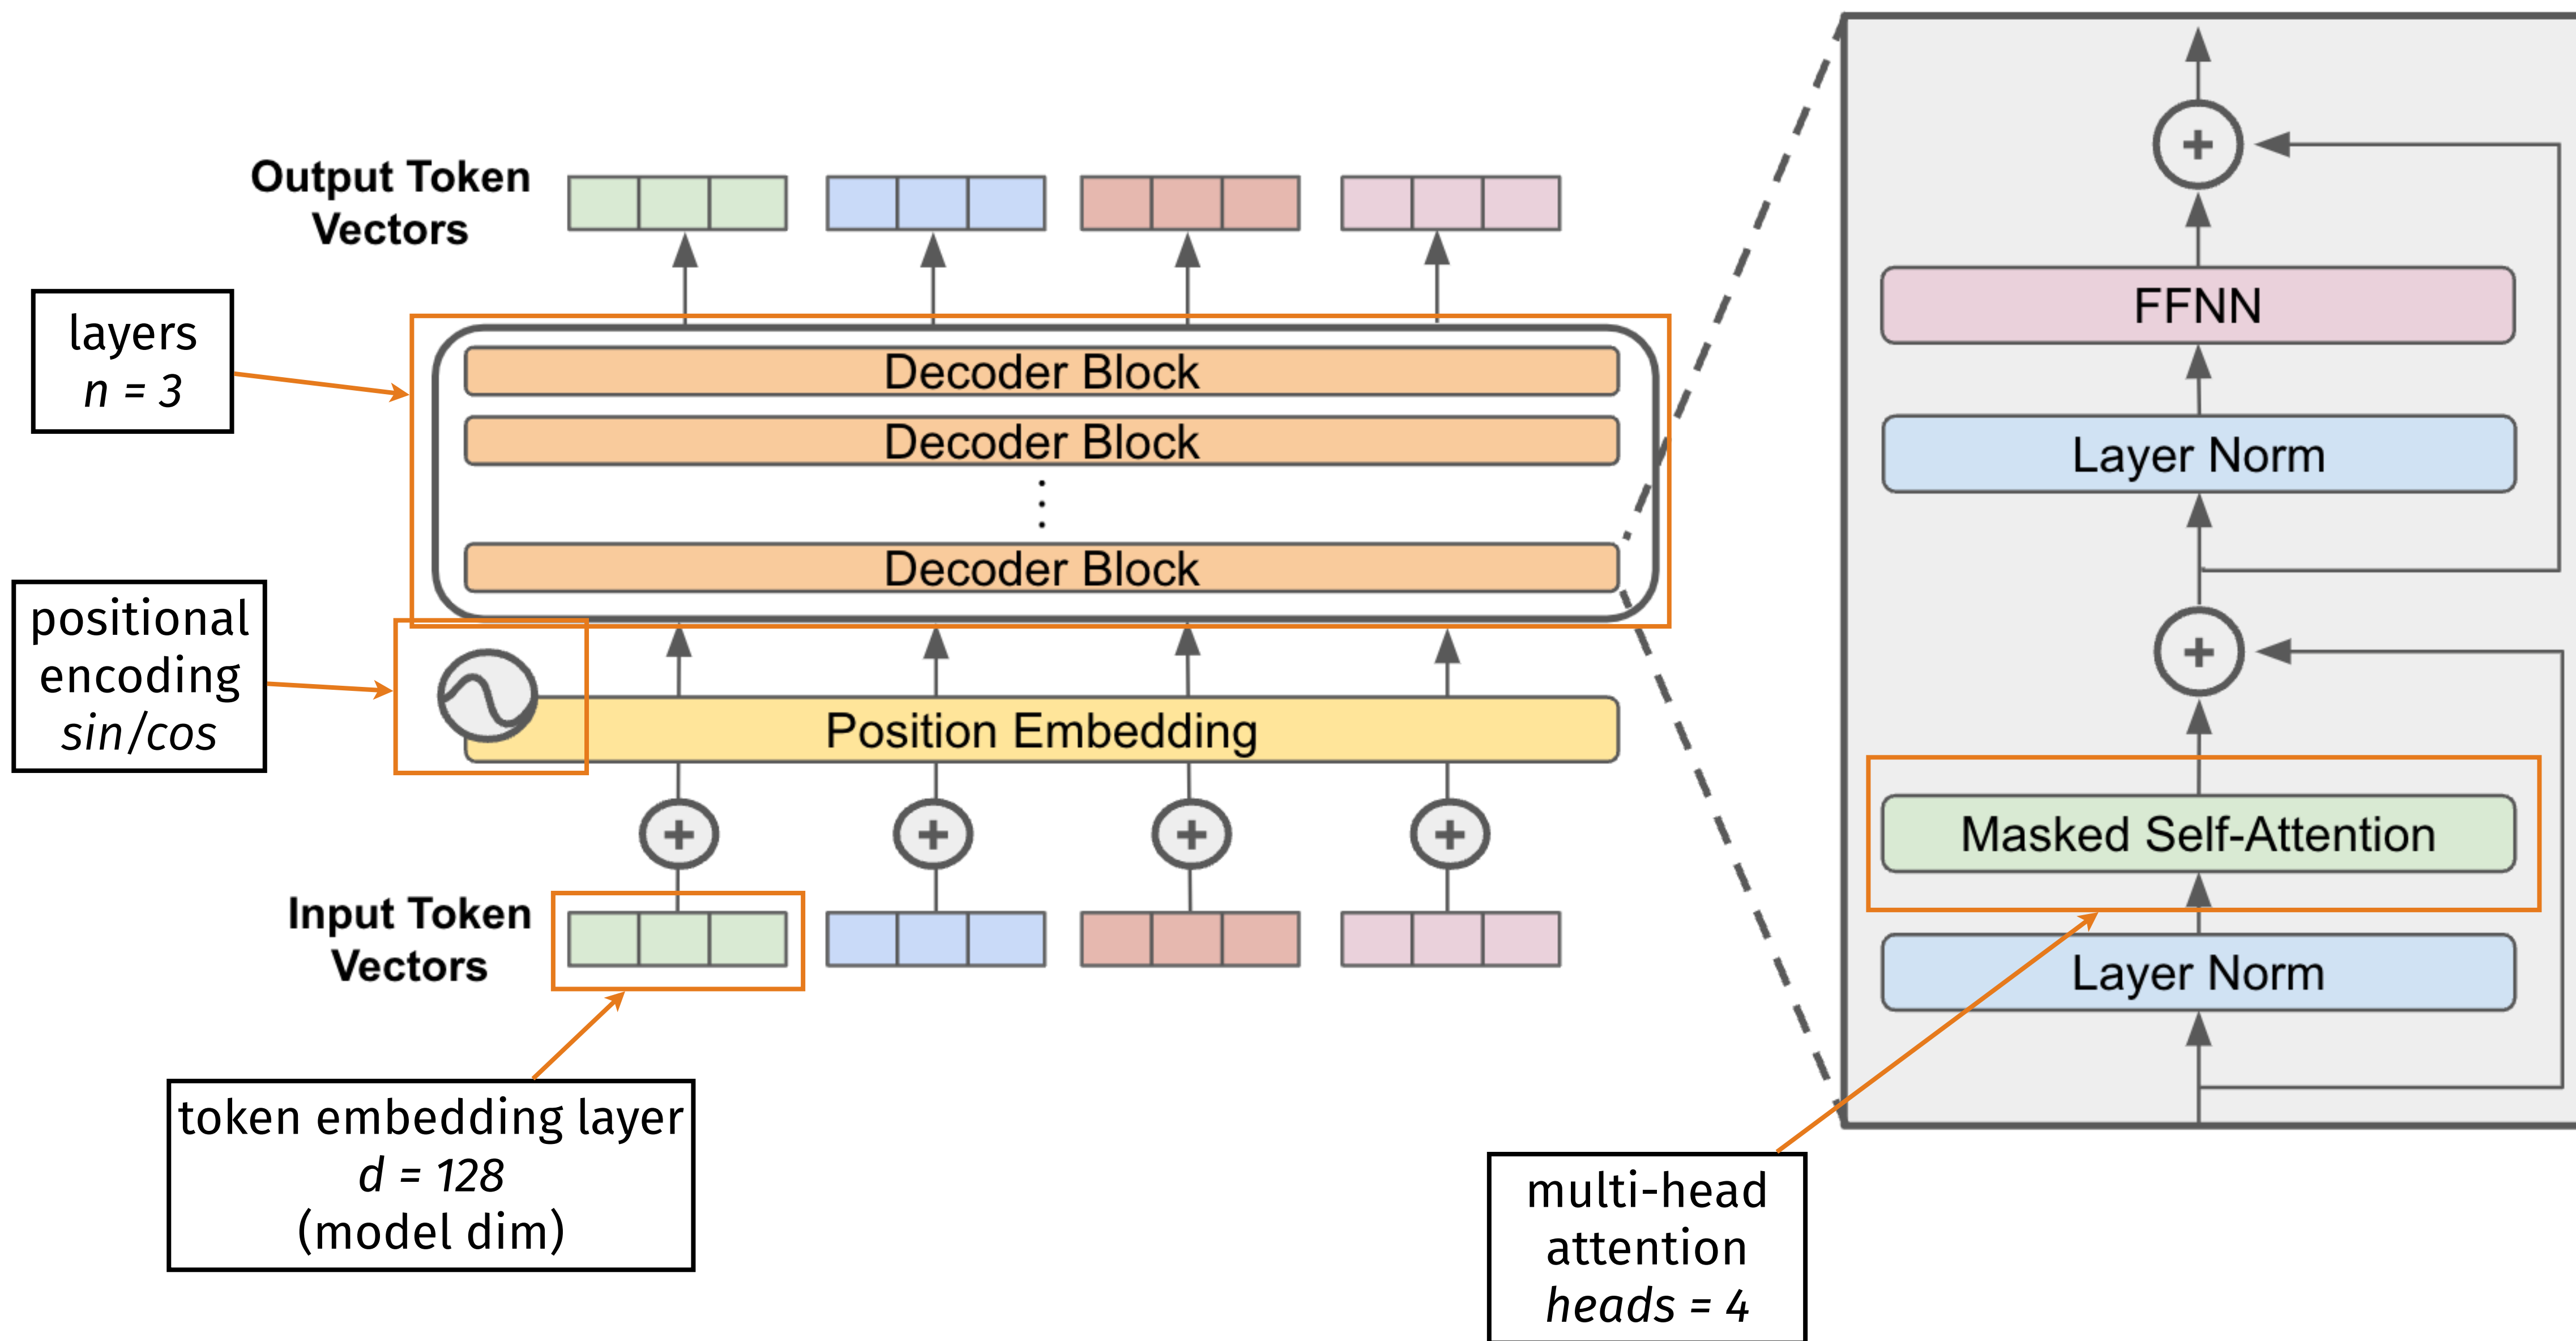 Output Token
Vectors
layers
n = 3
Decoder Block
Decoder Block
⋮
Decoder Block
positional
encoding
sin/cos
Position Embedding
+
+
+
+
Input Token
Vectors
token embedding layer
d = 128
(model dim)
+
FFNN
Layer Norm
+
Masked Self-Attention
Layer Norm
multi-head
attention
heads = 4